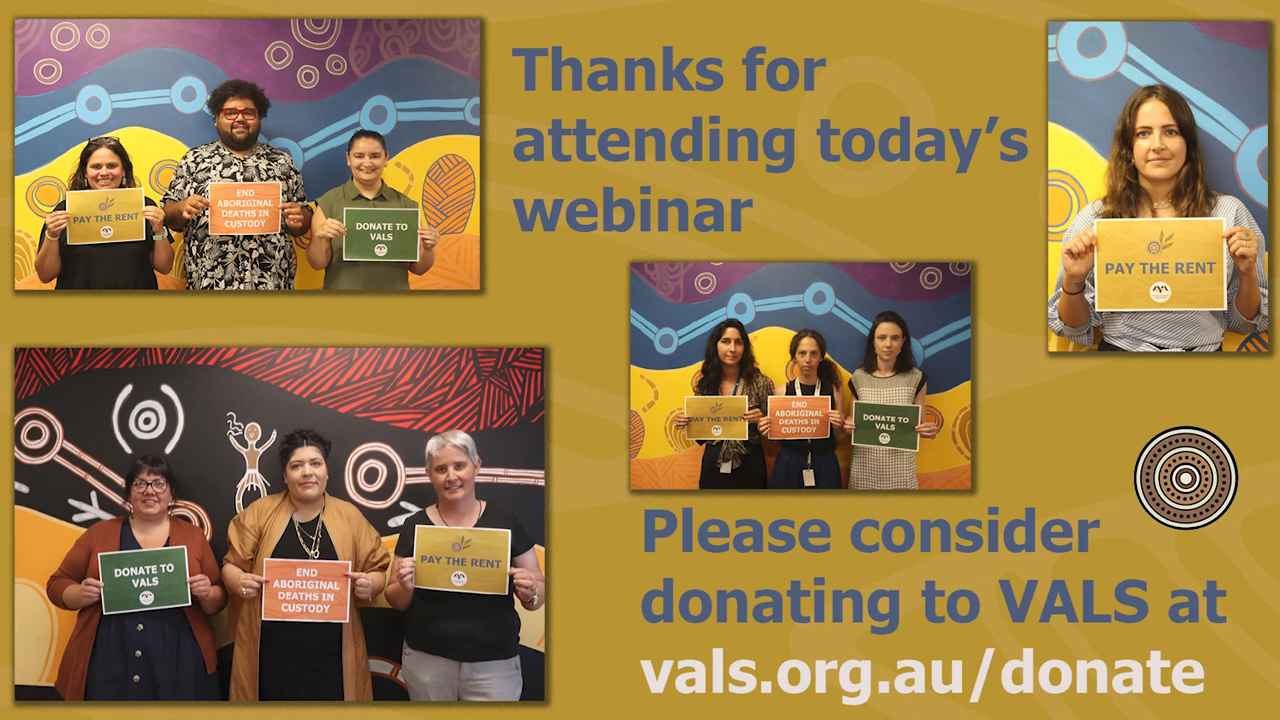 Thanks for
attending today's
webinar
PAY THE RENT
END
ABORIGINAL
DEATHS IN
CUSTODY
DONATE TO
VALS
PAY THE RENT
PAY THE RENT
END
ABORIGINAL
DEATHS IN
CUSTODY
DONATE TO
VALS
DONATE TO
VALS
END
ABORIGINAL
DEATHS IN
CUSTODY
PAY THE RENT
Please consider
donating to VALS at
vals.org.au/donate